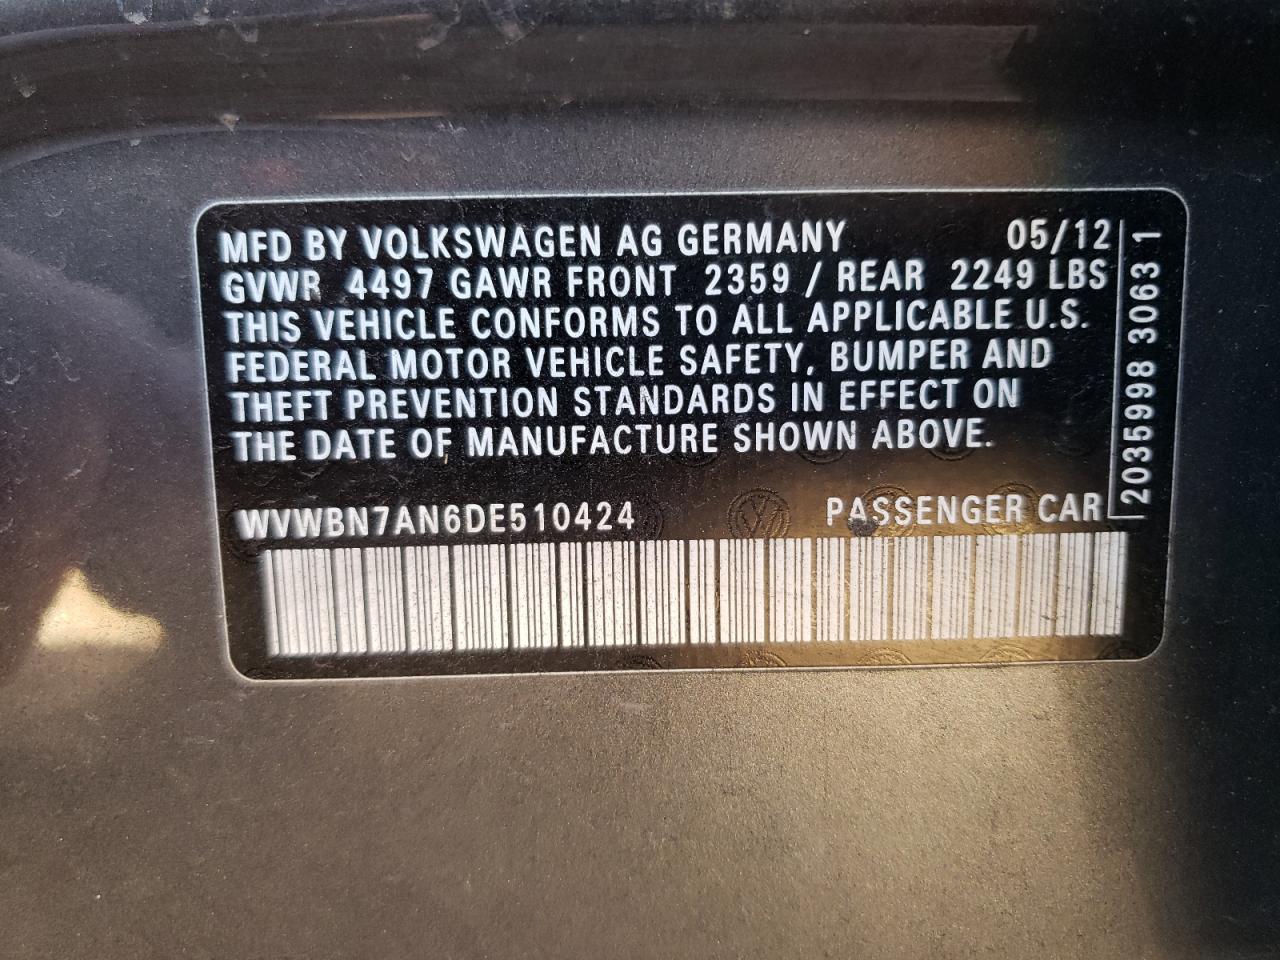 MFD BY VOLKSWAGEN AG GERMANY 05/12
GVWR 4497 GAWR FRONT 2359 / REAR 2249 LBS
THIS VEHICLE CONFORMS TO ALL APPLICABLE U.S.
FEDERAL MOTOR VEHICLE SAFETY, BUMPER AND
THEFT PREVENTION STANDARDS IN EFFECT ON
THE DATE OF MANUFACTURE SHOWN ABOVE.
WVWBN7AN6DE510424 PASSENGER CAR
2035998 3063 1